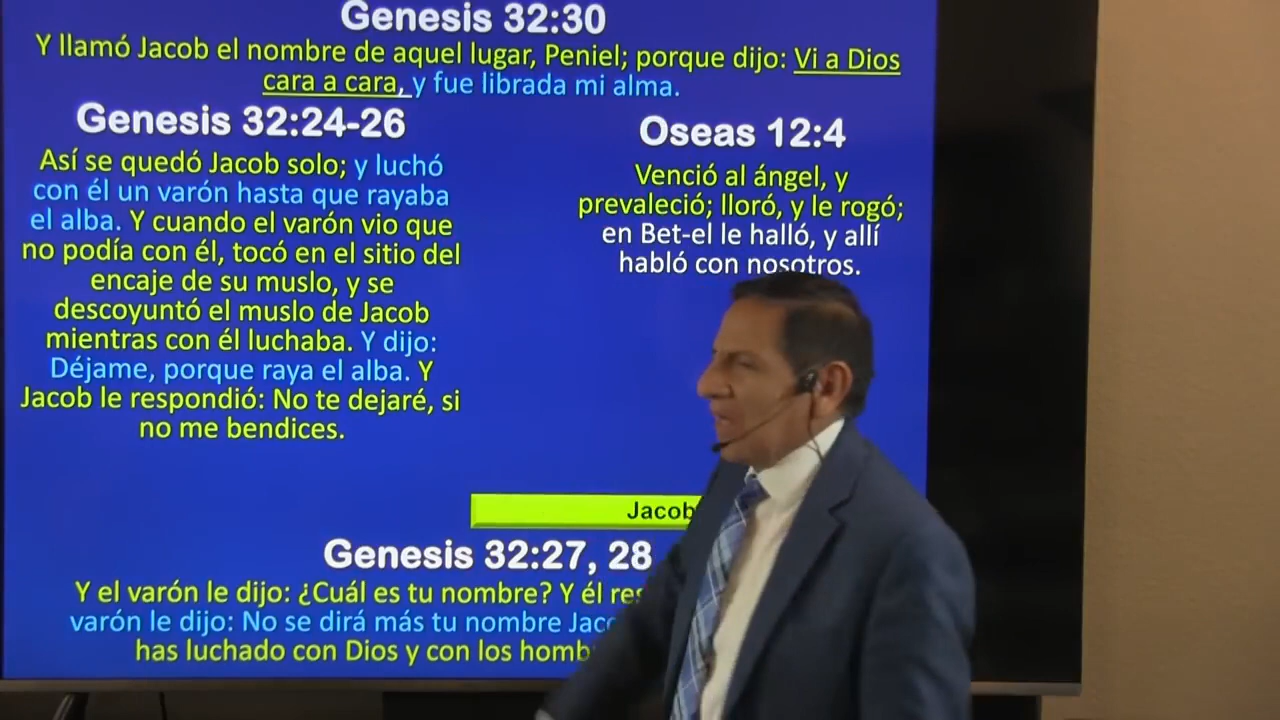 Genesis 32:30
Y llamó Jacob el nombre de aquel lugar, Peniel; porque dijo: Vi a Dios
cara a cara, y fue librada mi alma.
Genesis 32:24-26
Así se quedó Jacob solo; y luchó
con él un varón hasta que rayaba
el alba. Y cuando el varón vio que
no podía con él, tocó en el sitio del
encaje de su muslo, y se
descoyuntó el muslo de Jacob
mientras con él luchaba. Y dijo:
Déjame, porque raya el alba. Y
Jacob le respondió: No te dejaré, si
no me bendices.
Oseas 12:4
Venció al ángel, y
prevaleció; lloró, y le rogó;
en Bet-el le halló, y allí
habló con nosotros.
Jacob
Genesis 32:27, 28
Y el varón le dijo: ¿Cuál es tu nombre? Y él
varón le dijo: No se dirá más tu nombre
has luchado con Dios y con los